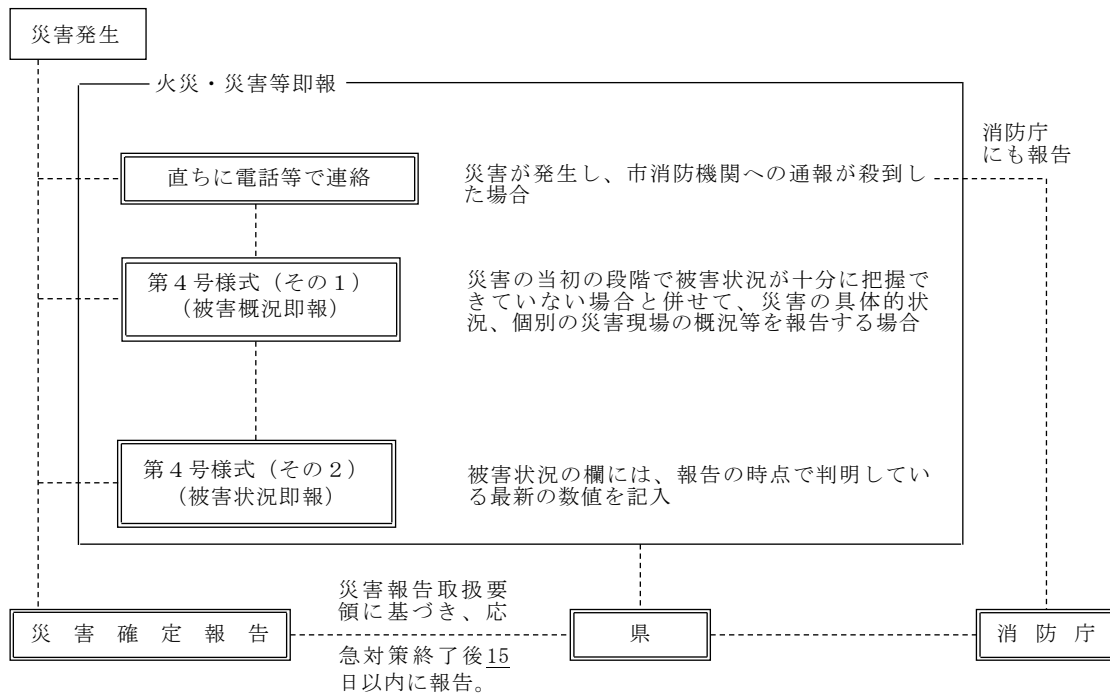 災害発生
火災・災害等即報
消防庁
にも報告
直ちに電話等で連絡
災害が発生し、市消防機関への通報が殺到し
た場合
第4号様式(その1)
(被害概況即報)
災害の当初の段階で被害状況が十分に把握で
きていない場合と併せて、災害の具体的状
況、個別の災害現場の概況等を報告する場合
第4号様式(その2)
(被害状況即報)
被害状況の欄には、報告の時点で判明してい
る最新の数値を記入
災害報告取扱要
領に基づき、応
災害確定報告
県
消防庁
急対策終了後15
日以内に報告。